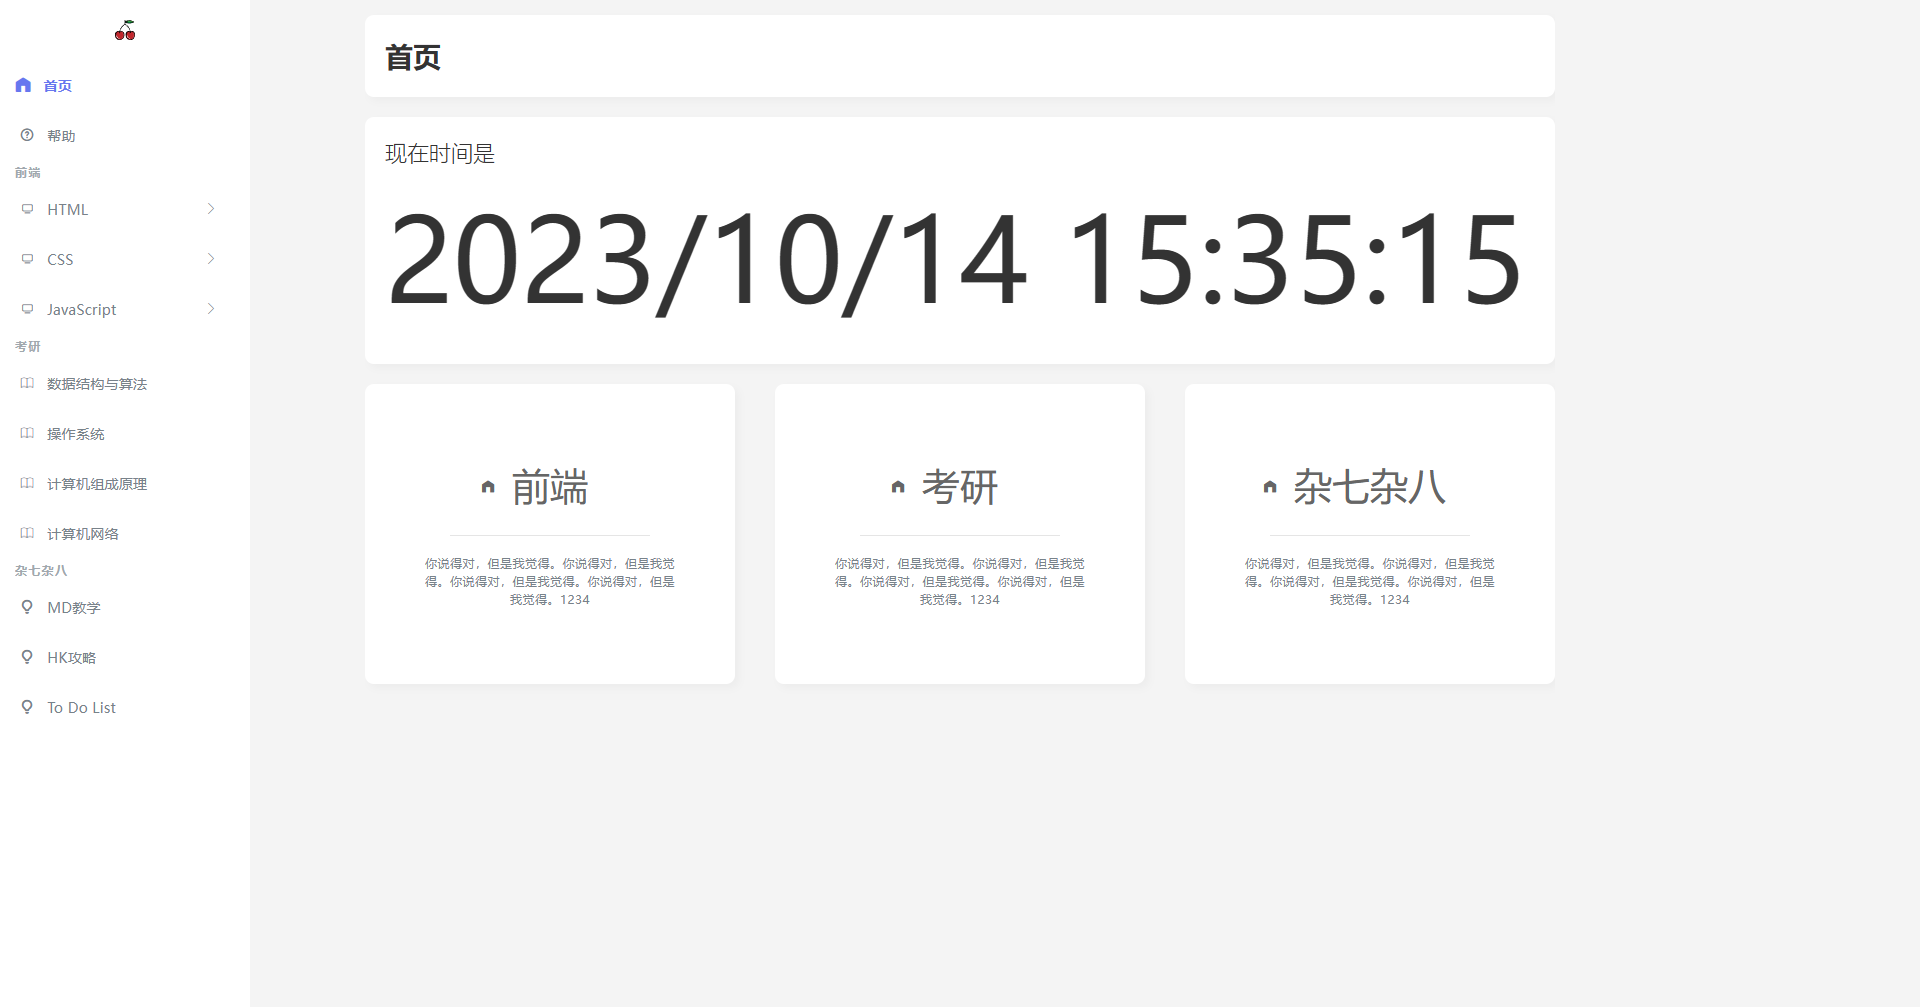 首页
帮助
前端
HTML
CSS
JavaScript
考研
数据结构与算法
操作系统
计算机组成原理
计算机网络
杂七杂八
MD教学
HK攻略
To Do List
首页
现在时间是
2023/10/14 15:35:15
前端
你说得对，但是我觉得。你说得对，但是我觉
得。你说得对，但是我觉得。你说得对，但是
我觉得。1234
考研
你说得对，但是我觉得。你说得对，但是我觉
得。你说得对，但是我觉得。你说得对，但是
我觉得。1234
杂七杂八
你说得对，但是我觉得。你说得对，但是我觉
得。你说得对，但是我觉得。你说得对，但是
我觉得。1234